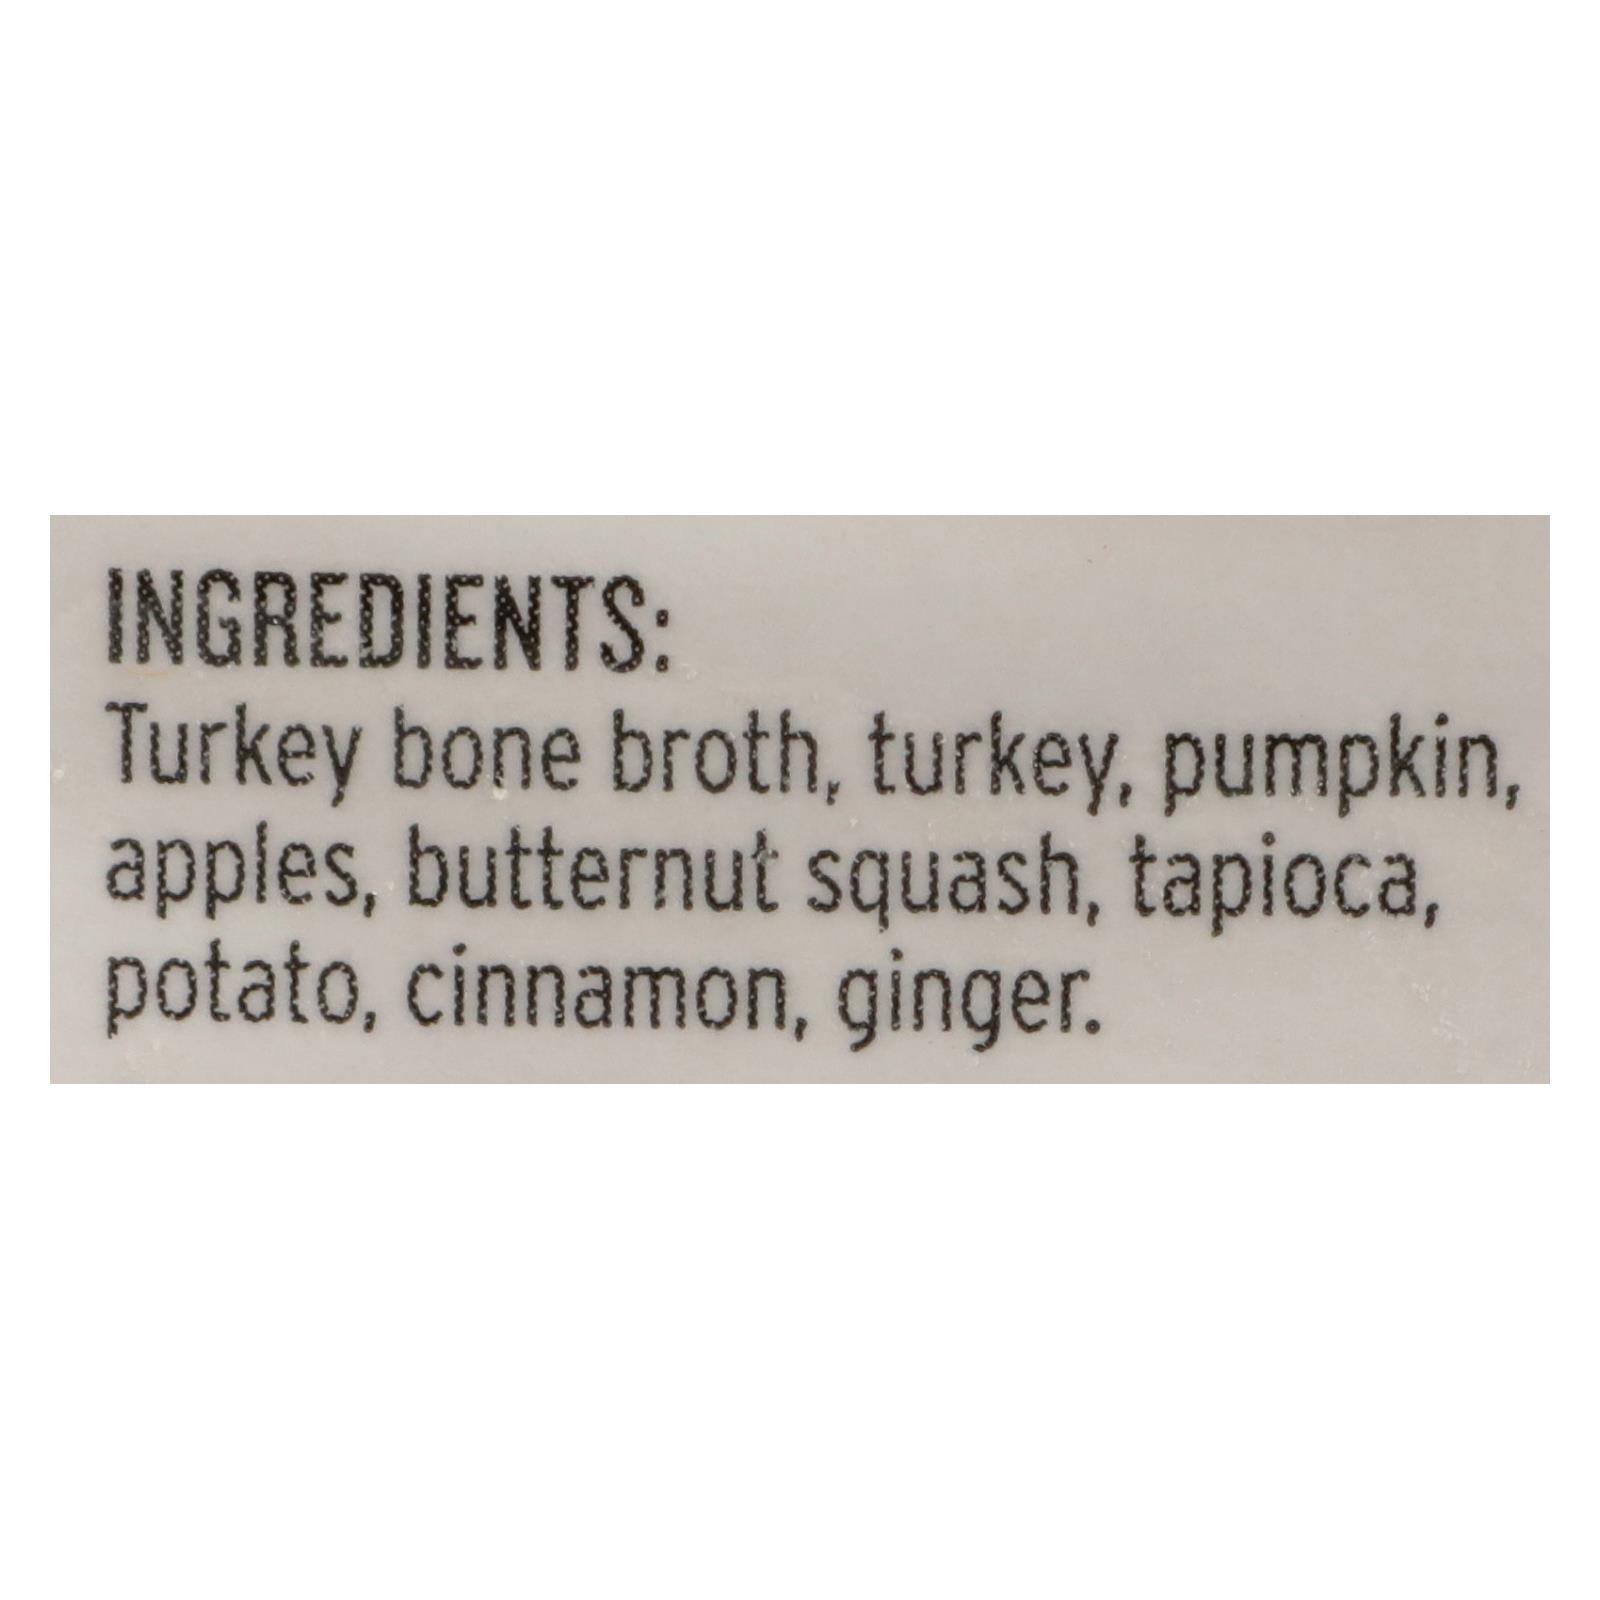 INGREDIENTS:
Turkey bone broth, turkey, pumpkin,
apples, butternut squash, tapioca,
potato, cinnamon, ginger.